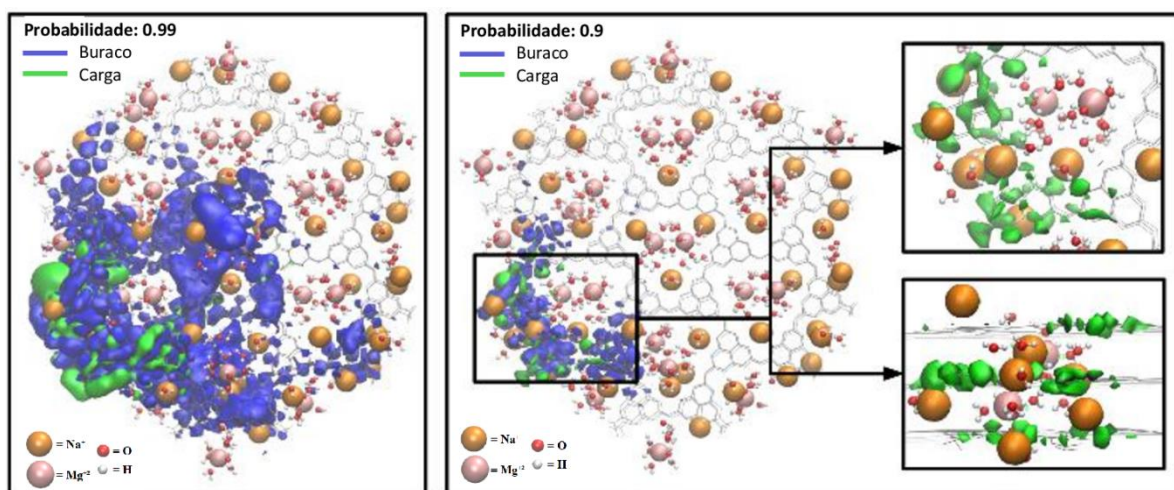 Probabilidade: 0.99
Buraco
Carga
= Na⁺
= O
= Mg⁺²
= H
Probabilidade: 0.9
Buraco
Carga
= Na
= O
= Mg⁺²
= H